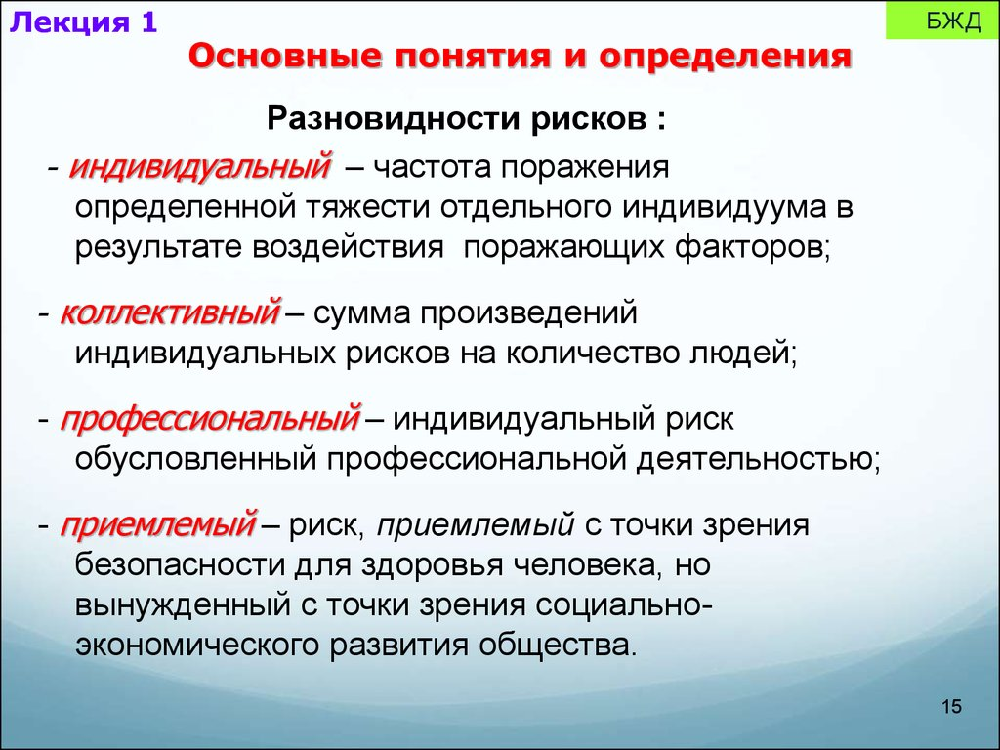 Лекция 1
БЖД
Основные понятия и определения
Разновидности рисков :
- индивидуальный – частота поражения
определенной тяжести отдельного индивидуума в
результате воздействия поражающих факторов;
- коллективный – сумма произведений
индивидуальных рисков на количество людей;
- профессиональный – индивидуальный риск
обусловленный профессиональной деятельностью;
- приемлемый – риск, приемлемый с точки зрения
безопасности для здоровья человека, но
вынужденный с точки зрения социально-
экономического развития общества.
15